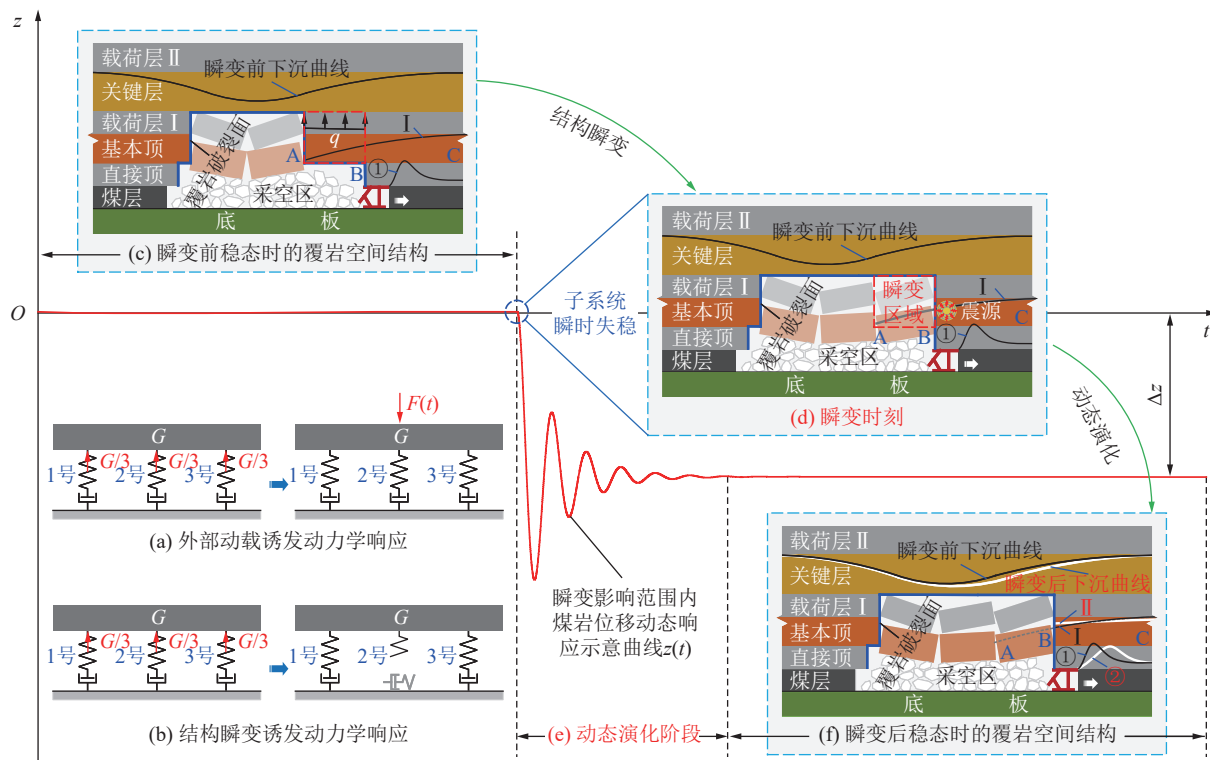 z
载荷层Ⅱ
瞬变前下沉曲线
关键层
载荷层Ⅰ
q
Ⅰ
基本顶
A
C
覆岩破裂面
直接顶
B
①
煤层
采空区
底 板
(c) 瞬变前稳态时的覆岩空间结构
结构瞬变
载荷层Ⅱ
瞬变前下沉曲线
关键层
载荷层Ⅰ
瞬变
区域
Ⅰ
基本顶
震源
C
覆岩破裂面
直接顶
A
B
①
煤层
采空区
底 板
(d) 瞬变时刻
O
子系统
瞬时失稳
t
Δz
动态演化
F(t)
G
G
G/3
G/3
G/3
1号
2号
3号
1号
2号
3号
(a) 外部动载诱发动力学响应
G
G
G/3
G/3
G/3
1号
2号
3号
1号
2号
3号
(b) 结构瞬变诱发动力学响应
瞬变影响范围内
煤岩位移动态响
应示意曲线z(t)
(e) 动态演化阶段
载荷层Ⅱ
瞬变前下沉曲线
关键层
瞬变后下沉曲线
载荷层Ⅰ
Ⅱ
基本顶
A
B
Ⅰ
C
覆岩破裂面
直接顶
①
②
煤层
采空区
底 板
(f) 瞬变后稳态时的覆岩空间结构